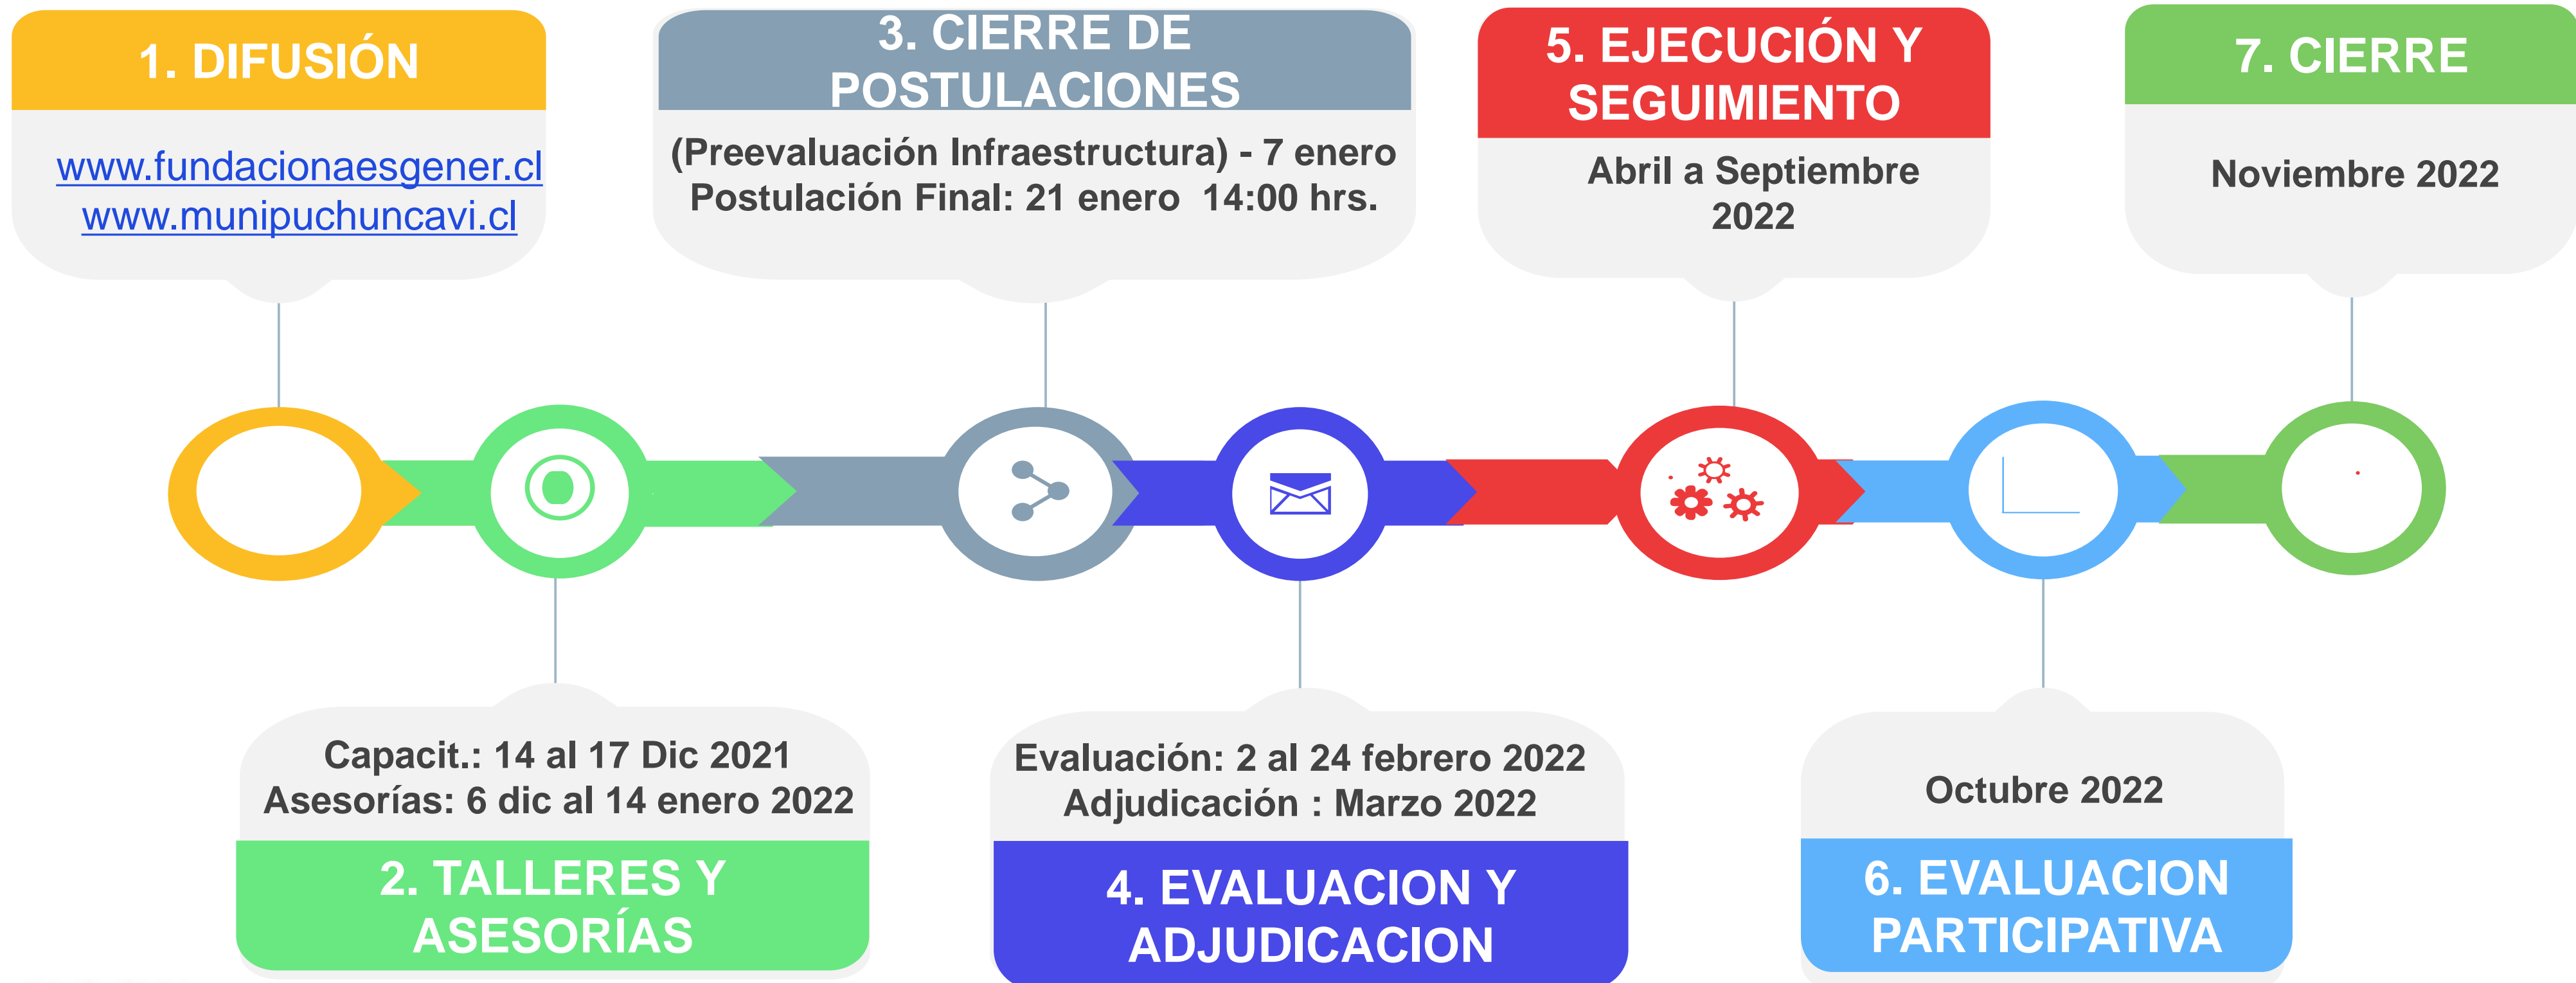 1. DIFUSIÓN
www.fundacionaesgener.cl
www.munipuchuncavi.cl
Capacit.: 14 al 17 Dic 2021
Asesorías: 6 dic al 14 enero 2022
2. TALLERES Y
ASESORÍAS
3. CIERRE DE
POSTULACIONES
(Preevaluación Infraestructura) - 7 enero
Postulación Final: 21 enero  14:00 hrs.
Evaluación: 2 al 24 febrero 2022
Adjudicación : Marzo 2022
4. EVALUACION Y
ADJUDICACION
5. EJECUCIÓN Y
SEGUIMIENTO
Abril a Septiembre
2022
Octubre 2022
6. EVALUACION
PARTICIPATIVA
7. CIERRE
Noviembre 2022